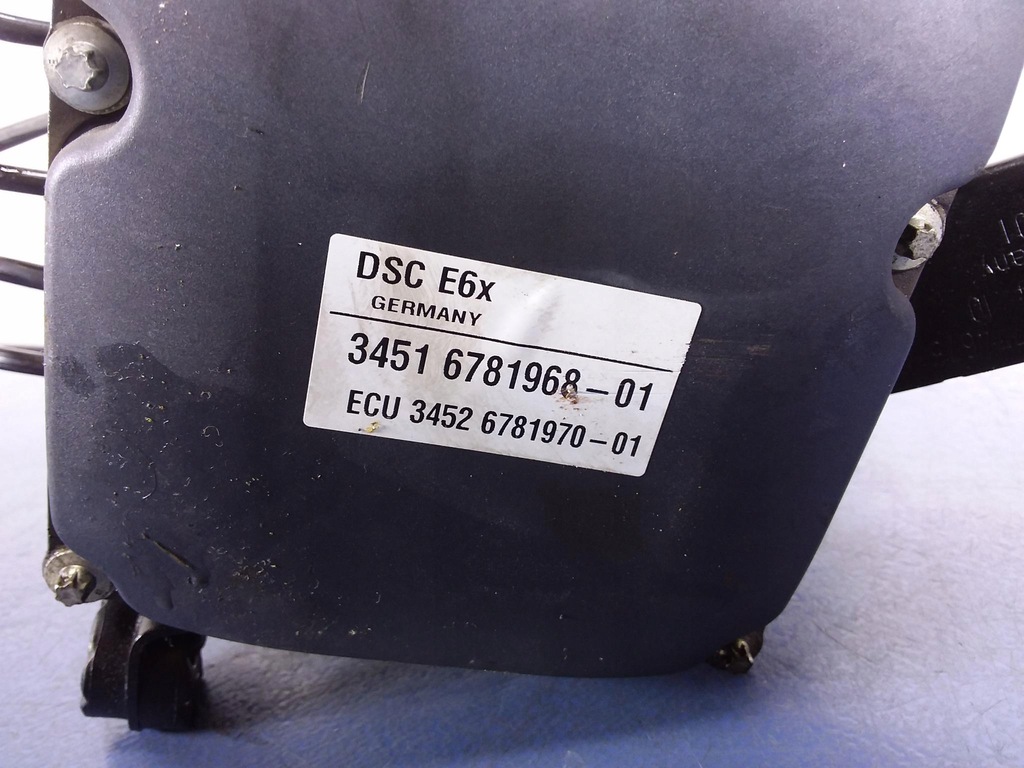 DSC E6x
GERMANY
3451 6781968-01
ECU 3452 6781970-01